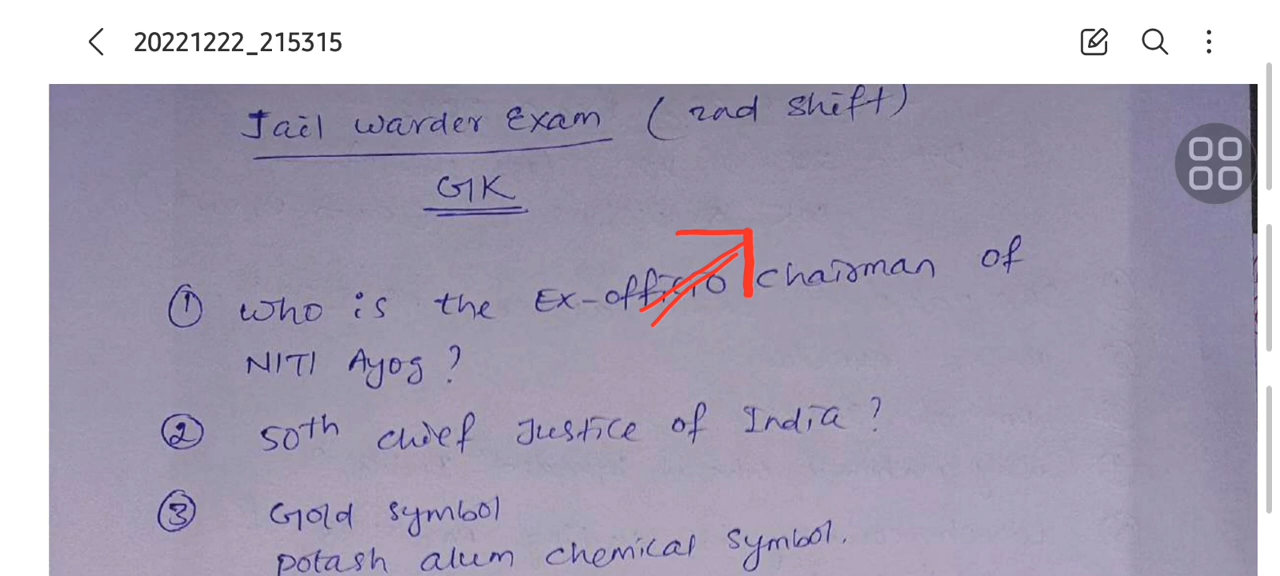 20221222_215315
Jail warder Exam ( 2nd shift)
GK
① who is the Ex-officio chairman of
NITI Ayog ?
② 50th chief Justice of India ?
③ Gold symbol
potash alum chemical symbol.